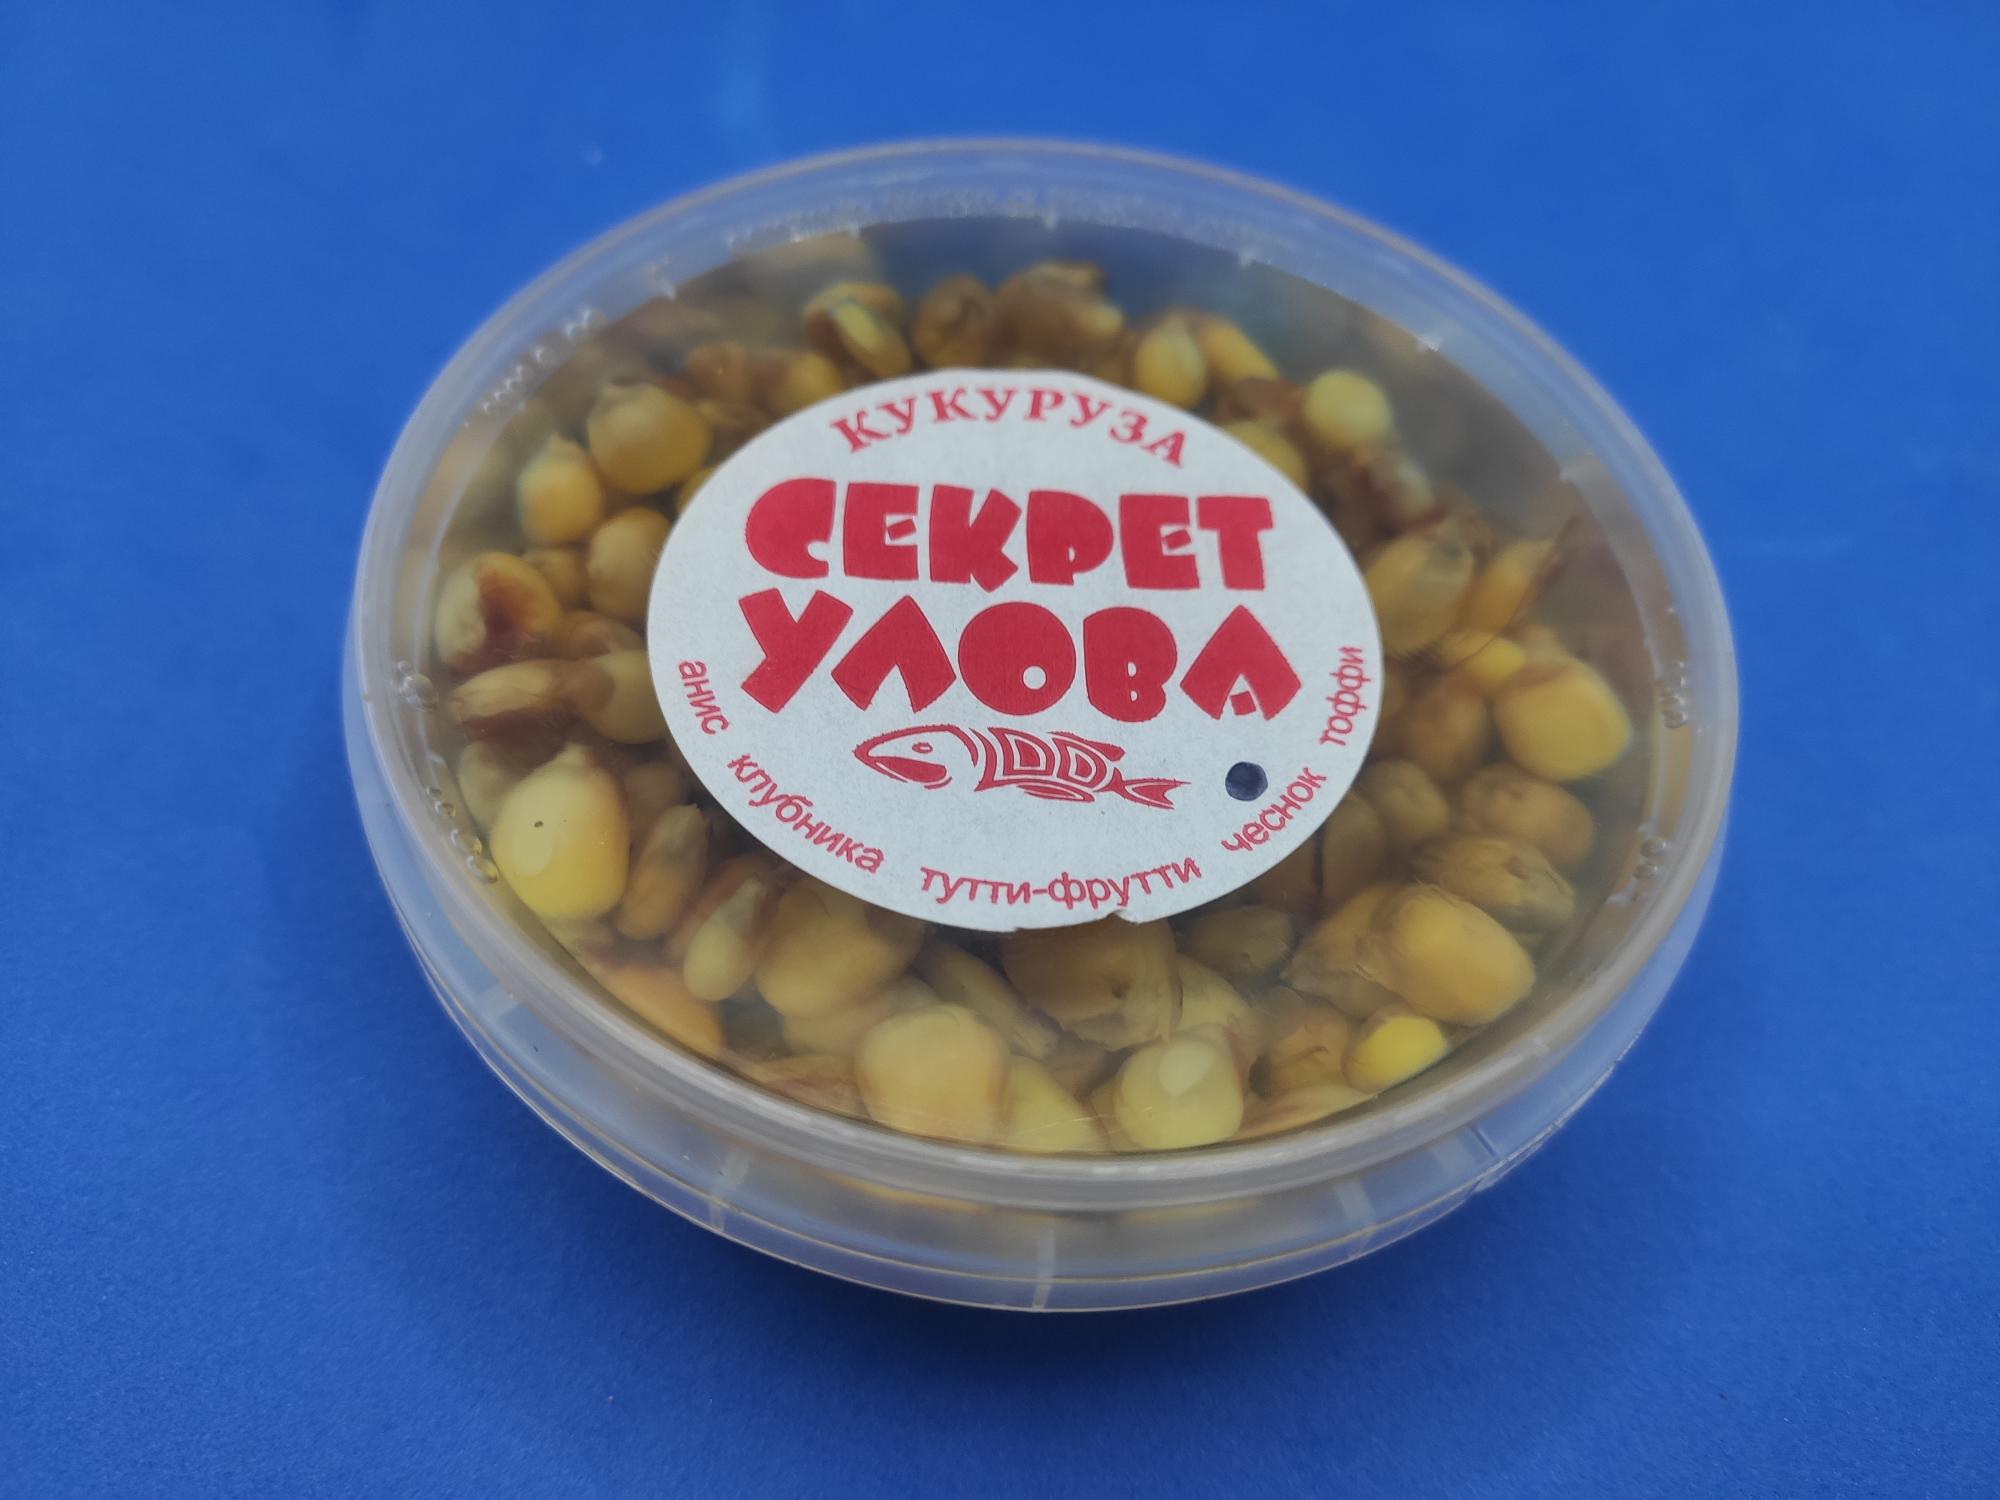 КУКУРУЗА
СЕКРЕТ
УЛОВА
анис клубника тутти-фрутти чеснок тоффи